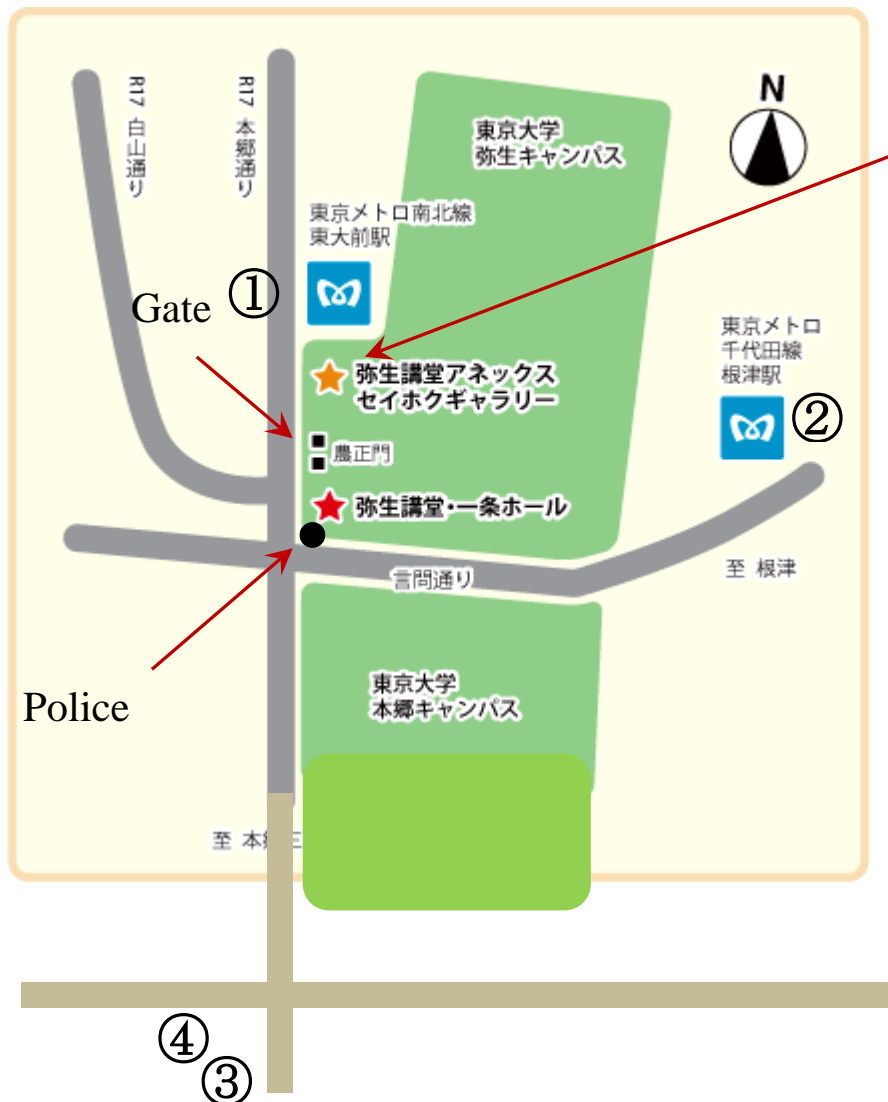 R17 白山通り
R17 本郷通り
N
東京大学
弥生キャンパス
東京メトロ南北線
東大前駅
Gate ①
東京メトロ
千代田線
根津駅
②
弥生講堂アネックス
セイホクギャラリー
農正門
弥生講堂・一条ホール
言問通り
至 根津
Police
東京大学
本郷キャンパス
至 本郷三
④
③